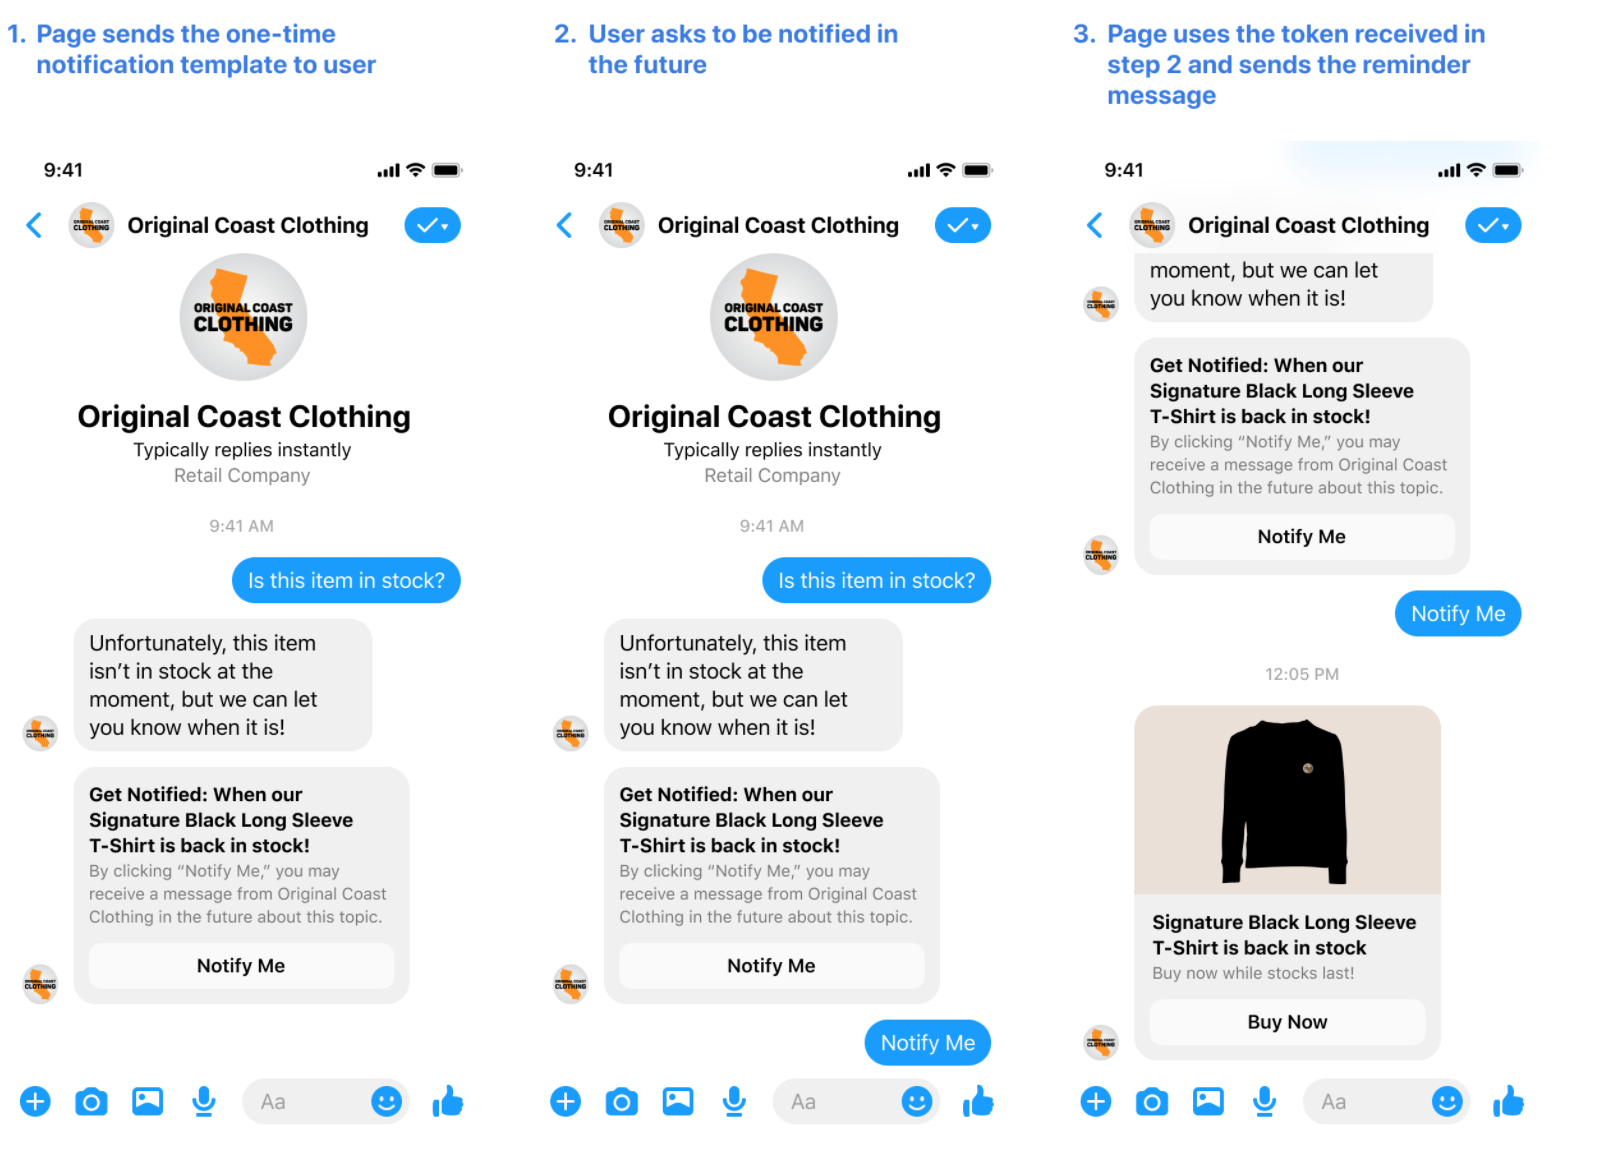 1. Page sends the one-time
notification template to user
9:41
Original Coast Clothing
ORIGINAL COAST
CLOTHING
Original Coast Clothing
Typically replies instantly
Retail Company
9:41 AM
Is this item in stock?
Unfortunately, this item
isn’t in stock at the
moment, but we can let
you know when it is!
Get Notified: When our
Signature Black Long Sleeve
T-Shirt is back in stock!
By clicking “Notify Me,” you may
receive a message from Original Coast
Clothing in the future about this topic.
Notify Me
Aa
2. User asks to be notified in
the future
9:41
Original Coast Clothing
ORIGINAL COAST
CLOTHING
Original Coast Clothing
Typically replies instantly
Retail Company
9:41 AM
Is this item in stock?
Unfortunately, this item
isn’t in stock at the
moment, but we can let
you know when it is!
Get Notified: When our
Signature Black Long Sleeve
T-Shirt is back in stock!
By clicking “Notify Me,” you may
receive a message from Original Coast
Clothing in the future about this topic.
Notify Me
Notify Me
Aa
3. Page uses the token received in
step 2 and sends the reminder
message
9:41
Original Coast Clothing
moment, but we can let
you know when it is!
Get Notified: When our
Signature Black Long Sleeve
T-Shirt is back in stock!
By clicking “Notify Me,” you may
receive a message from Original Coast
Clothing in the future about this topic.
Notify Me
Notify Me
12:05 PM
Signature Black Long Sleeve
T-Shirt is back in stock
Buy now while stocks last!
Buy Now
Aa